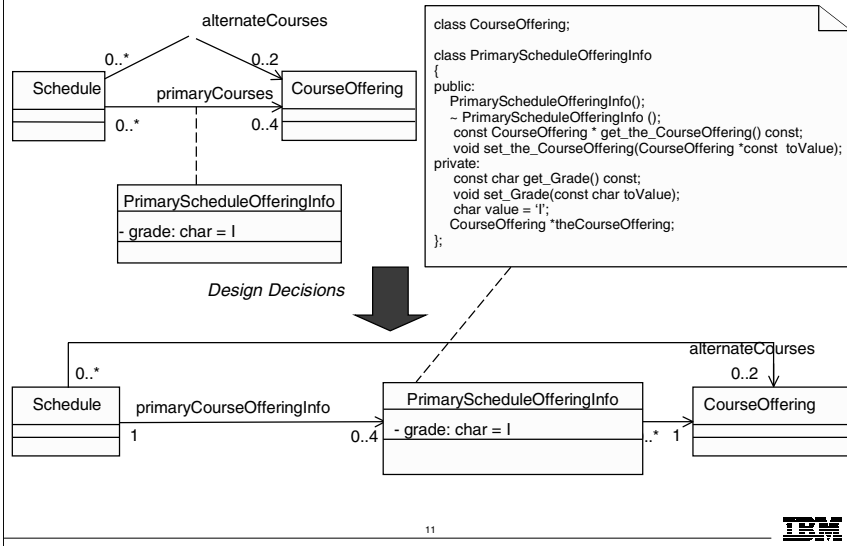 alternateCourses
0..*
0..2
Schedule
primaryCourses
CourseOffering
0..*
0..4
PrimaryScheduleOfferingInfo
- grade: char = I
class CourseOffering;
class PrimaryScheduleOfferingInfo
{
public:
PrimaryScheduleOfferingInfo();
~ PrimaryScheduleOfferingInfo ();
const CourseOffering * get_the_CourseOffering() const;
void set_the_CourseOffering(CourseOffering *const toValue);
private:
const char get_Grade() const;
void set_Grade(const char toValue);
char value = ‘I’;
CourseOffering *theCourseOffering;
};
Design Decisions
alternateCourses
0..*
0..2
Schedule
primaryCourseOfferingInfo
1
0..4
PrimaryScheduleOfferingInfo
- grade: char = I
..*
1
CourseOffering
11
IBM